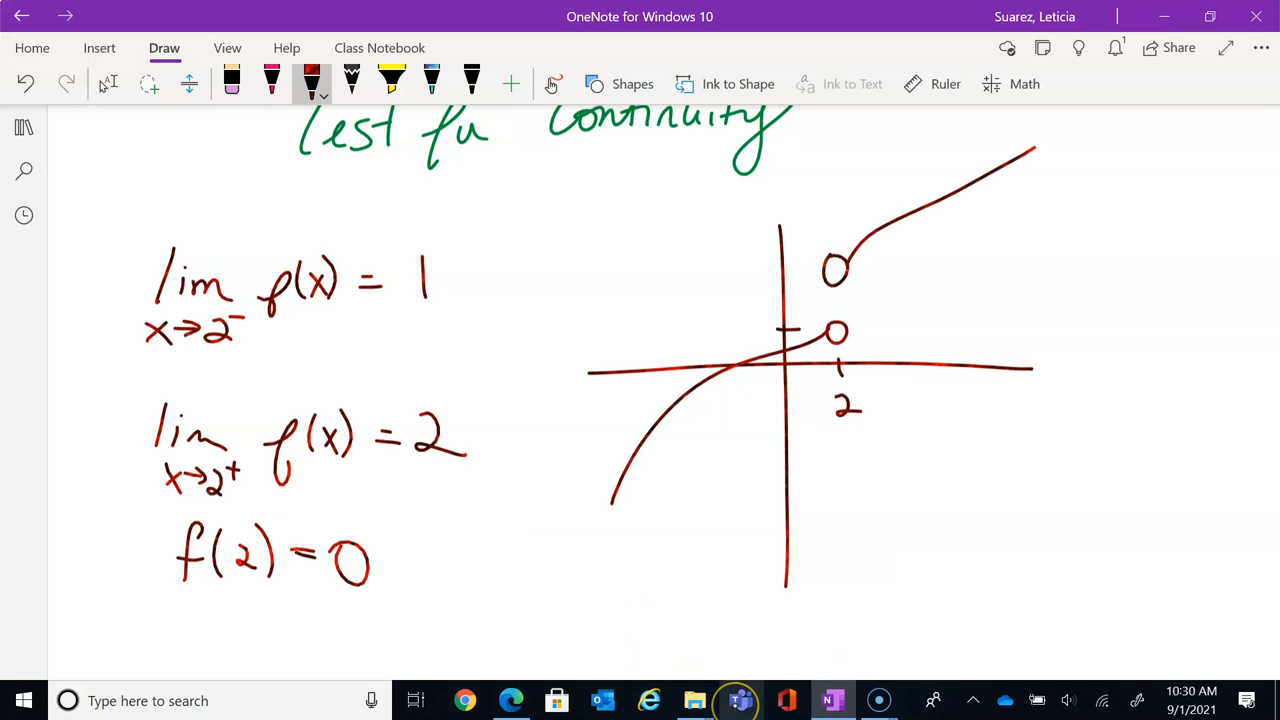 OneNote for Windows 10
Suarez, Leticia
Home Insert Draw View Help Class Notebook
1
Share
Shapes Ink to Shape Ink to Text Ruler Math
Test for Continuity
lim f(x) = 1
x→2⁻
lim f(x) = 2
x→2⁺
f(2) = 0
2
Type here to search
10:30 AM
9/1/2021